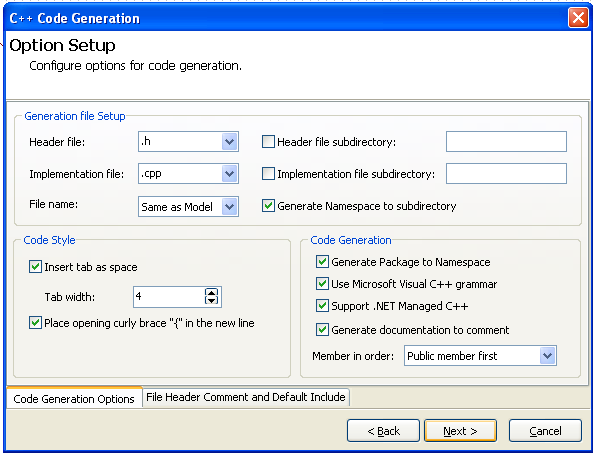 C++ Code Generation
Option Setup
Configure options for code generation.
Generation file Setup
Header file: .h Header file subdirectory:
Implementation file: .cpp Implementation file subdirectory:
File name: Same as Model Generate Namespace to subdirectory
Code Style
Insert tab as space
Tab width: 4
Place opening curly brace "{" in the new line
Code Generation
Generate Package to Namespace
Use Microsoft Visual C++ grammar
Support .NET Managed C++
Generate documentation to comment
Member in order: Public member first
Code Generation Options File Header Comment and Default Include
< Back Next > Cancel